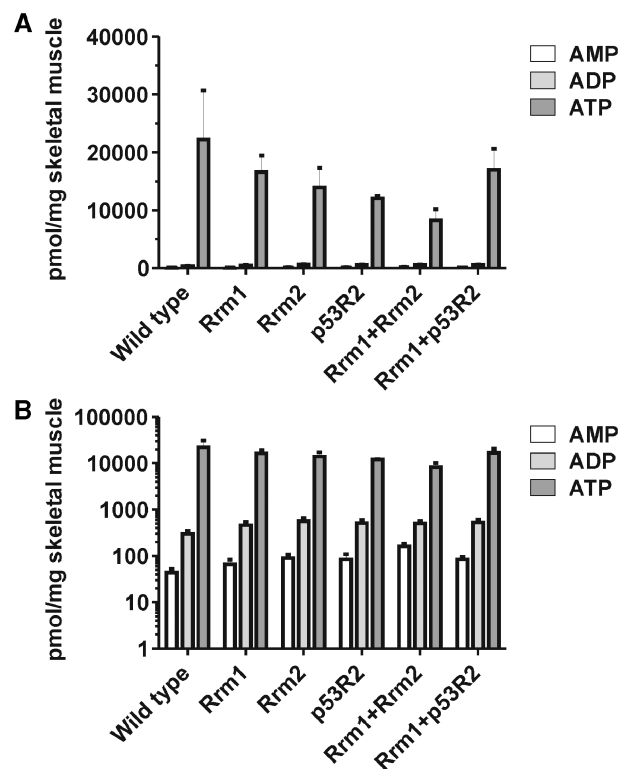 A
pmol/mg skeletal muscle
40000
30000
20000
10000
0
AMP
ADP
ATP
Wild type
Rrm1
Rrm2
p53R2
Rrm1+Rrm2
Rrm1+p53R2
B
pmol/mg skeletal muscle
100000
10000
1000
100
10
1
AMP
ADP
ATP
Wild type
Rrm1
Rrm2
p53R2
Rrm1+Rrm2
Rrm1+p53R2